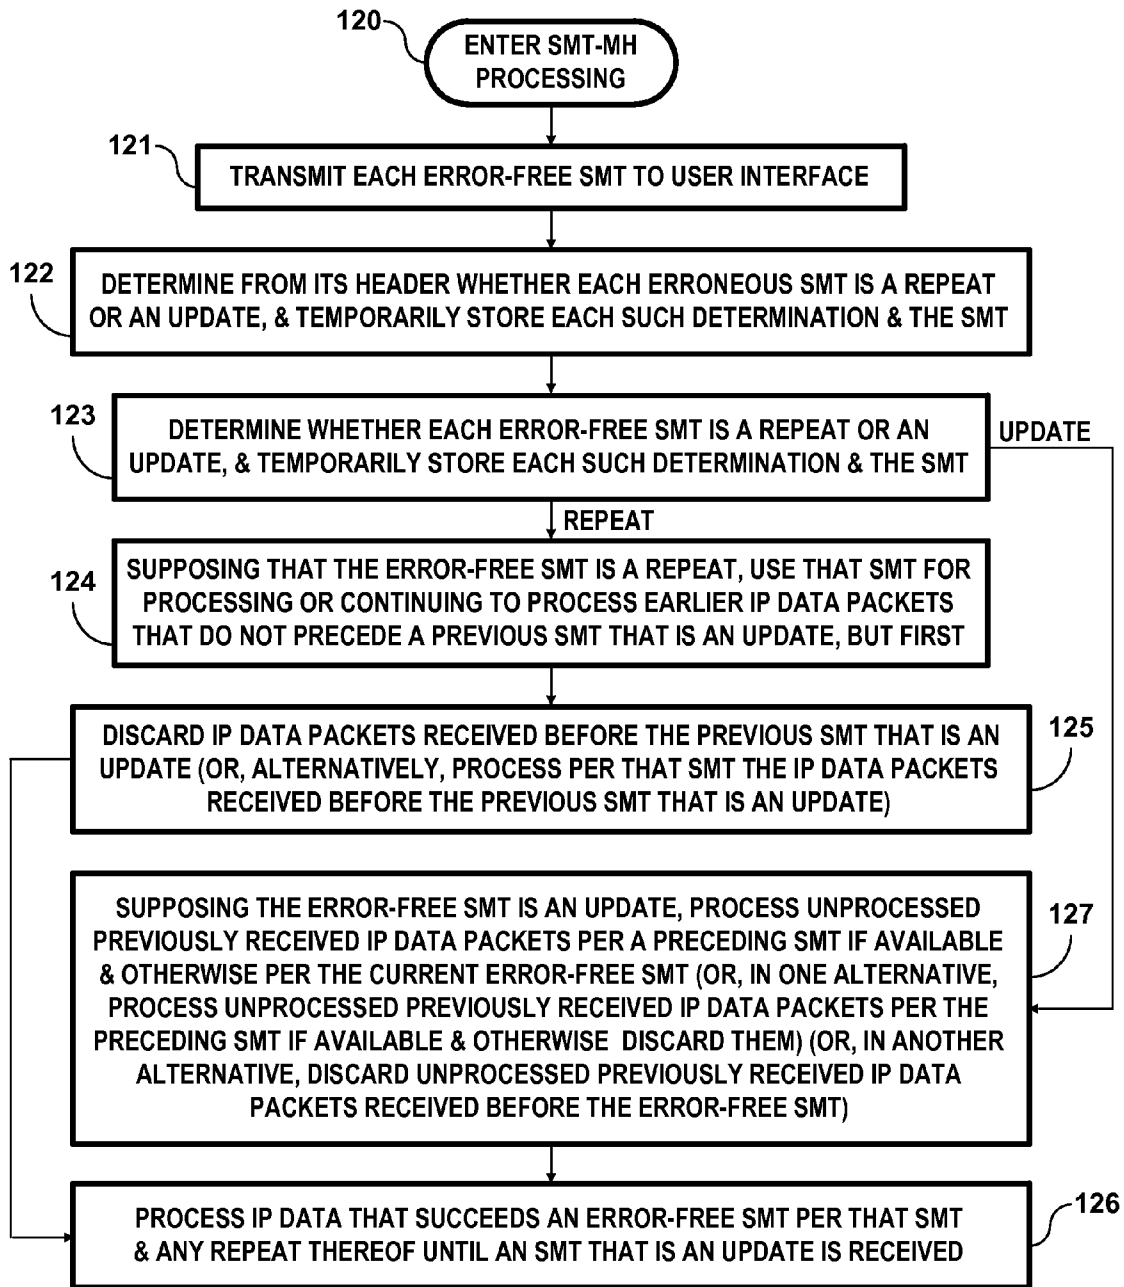 120
ENTER SMT-MH
PROCESSING
121
TRANSMIT EACH ERROR-FREE SMT TO USER INTERFACE
122
DETERMINE FROM ITS HEADER WHETHER EACH ERRONEOUS SMT IS A REPEAT
OR AN UPDATE, & TEMPORARILY STORE EACH SUCH DETERMINATION & THE SMT
123
DETERMINE WHETHER EACH ERROR-FREE SMT IS A REPEAT OR AN
UPDATE, & TEMPORARILY STORE EACH SUCH DETERMINATION & THE SMT
UPDATE
REPEAT
124
SUPPOSING THAT THE ERROR-FREE SMT IS A REPEAT, USE THAT SMT FOR
PROCESSING OR CONTINUING TO PROCESS EARLIER IP DATA PACKETS
THAT DO NOT PRECEDE A PREVIOUS SMT THAT IS AN UPDATE, BUT FIRST
125
DISCARD IP DATA PACKETS RECEIVED BEFORE THE PREVIOUS SMT THAT IS AN
UPDATE (OR, ALTERNATIVELY, PROCESS PER THAT SMT THE IP DATA PACKETS
RECEIVED BEFORE THE PREVIOUS SMT THAT IS AN UPDATE)
127
SUPPOSING THE ERROR-FREE SMT IS AN UPDATE, PROCESS UNPROCESSED
PREVIOUSLY RECEIVED IP DATA PACKETS PER A PRECEDING SMT IF AVAILABLE
& OTHERWISE PER THE CURRENT ERROR-FREE SMT (OR, IN ONE ALTERNATIVE,
PROCESS UNPROCESSED PREVIOUSLY RECEIVED IP DATA PACKETS PER THE
PRECEDING SMT IF AVAILABLE & OTHERWISE DISCARD THEM) (OR, IN ANOTHER
ALTERNATIVE, DISCARD UNPROCESSED PREVIOUSLY RECEIVED IP DATA
PACKETS RECEIVED BEFORE THE ERROR-FREE SMT)
126
PROCESS IP DATA THAT SUCCEEDS AN ERROR-FREE SMT PER THAT SMT
& ANY REPEAT THEREOF UNTIL AN SMT THAT IS AN UPDATE IS RECEIVED